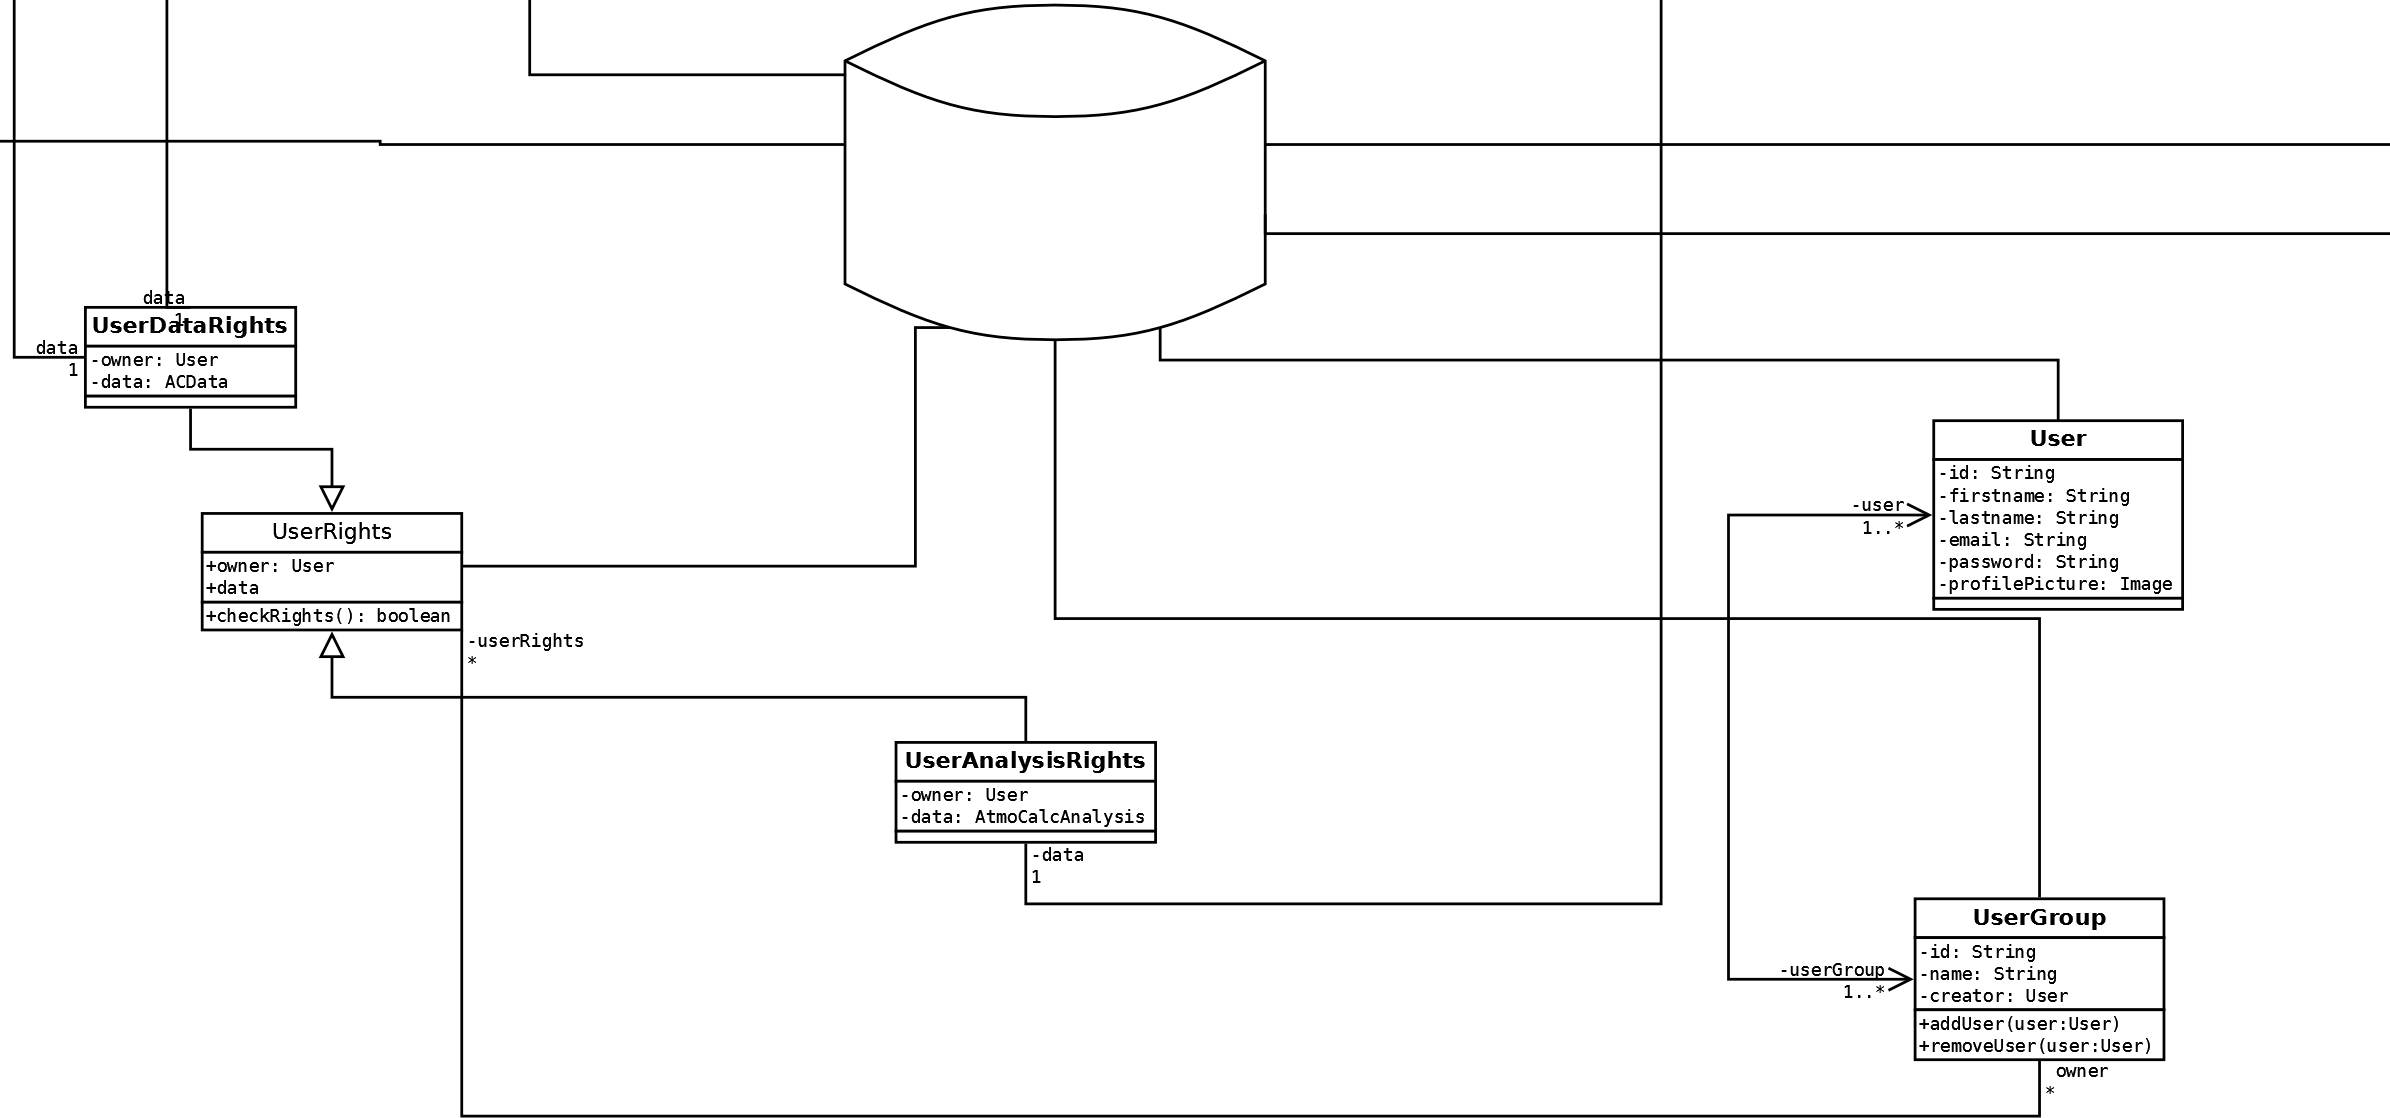 data
1
UserDataRights
data
1
-owner: User
-data: ACData
UserRights
+owner: User
+data
+checkRights(): boolean
-userRights
*
UserAnalysisRights
-owner: User
-data: AtmoCalcAnalysis
-data
1
User
-id: String
-firstname: String
-lastname: String
-email: String
-password: String
-profilePicture: Image
-user
1..*
UserGroup
-id: String
-name: String
-creator: User
+addUser(user:User)
+removeUser(user:User)
-userGroup
1..*
owner
*